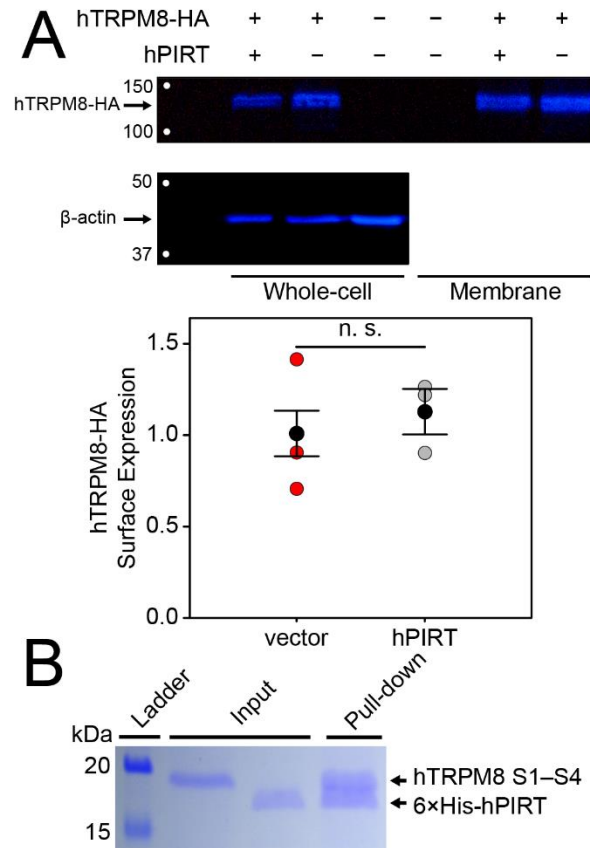 A
hTRPM8-HA + + − − + +
hPIRT + − − − + −
150
hTRPM8-HA
100
50
β-actin
37
Whole-cell Membrane
n. s.
1.5
1.0
0.5
0.0
hTRPM8-HA
Surface Expression
vector hPIRT
B
Ladder Input Pull-down
kDa
20
hTRPM8 S1–S4
6×His-hPIRT
15